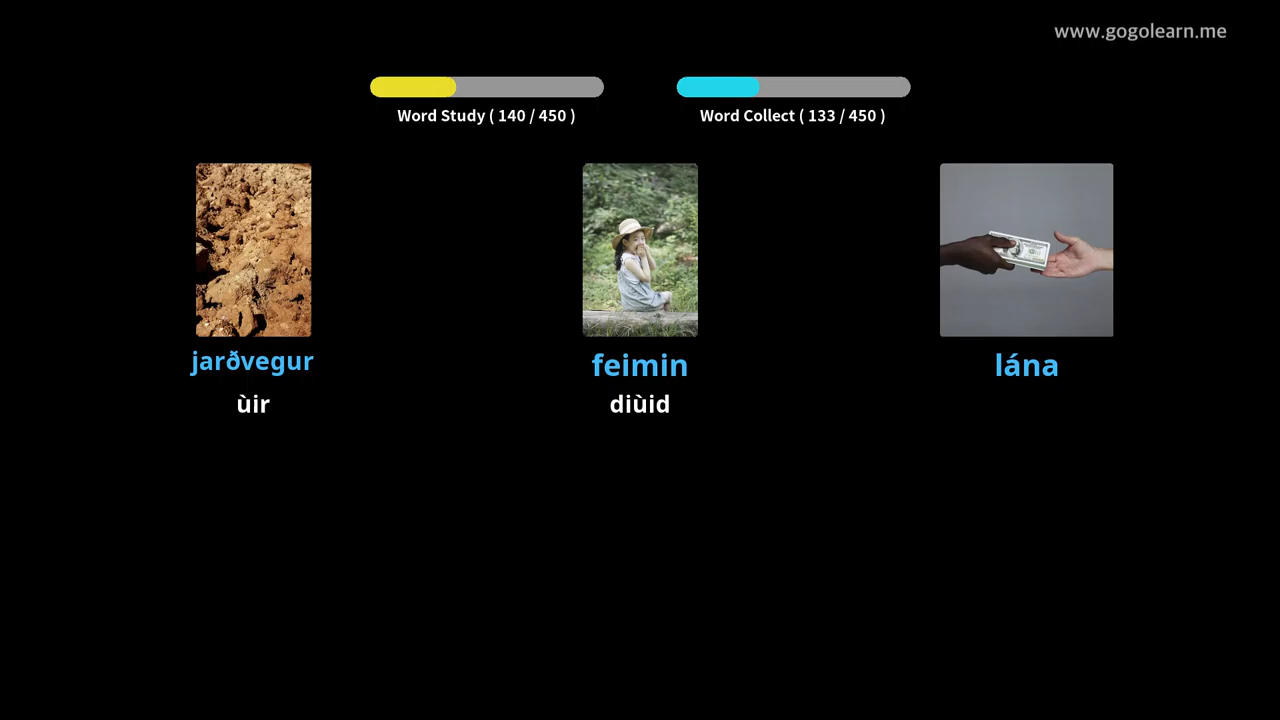 www.gogolearn.me
Word Study ( 140 / 450 )
Word Collect ( 133 / 450 )
jarðvegur
ùir
feimin
diùid
lána